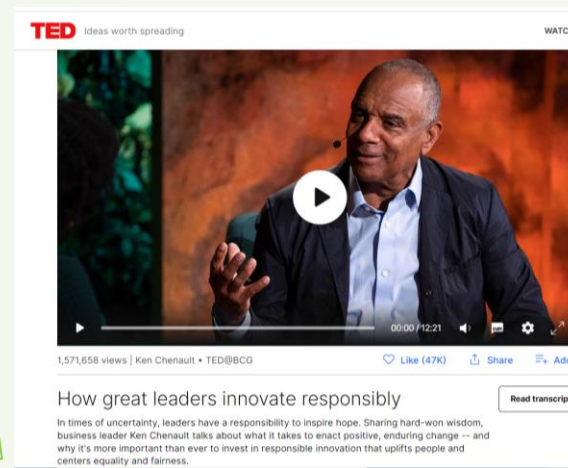 TED Ideas worth spreading
WATC
00:00 / 12:21
1,571,658 views | Ken Chenault • TED@BCG
Like (47K) Share Add
How great leaders innovate responsibly
Read transcrip
In times of uncertainty, leaders have a responsibility to inspire hope. Sharing hard-won wisdom,
business leader Ken Chenault talks about what it takes to enact positive, enduring change -- and
why it's more important than ever to invest in responsible innovation that uplifts people and
centers equality and fairness.